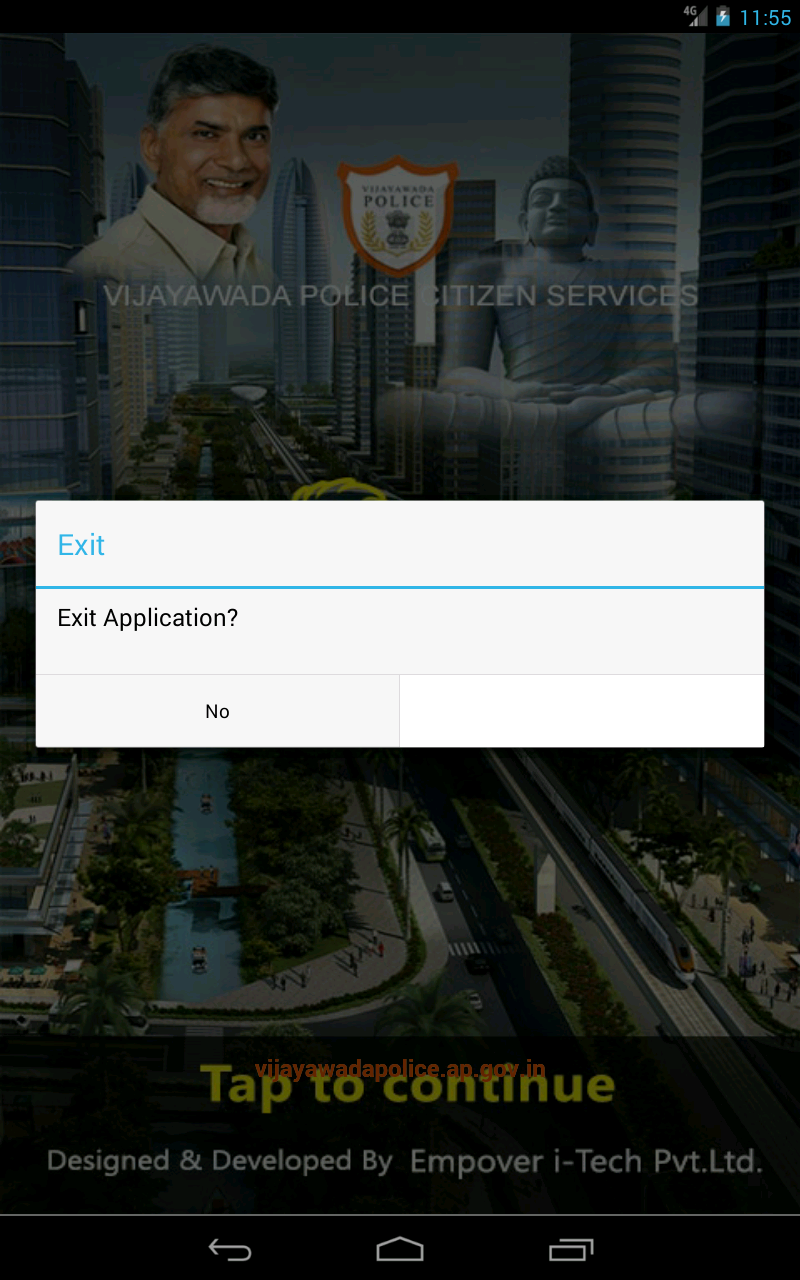 4G 11:55
VIJAYAWADA
POLICE
VIJAYAWADA POLICE CITIZEN SERVICES
Exit
Exit Application?
No
vijayawadapolice.ap.gov.in
Tap to continue
Designed & Developed By Empover i-Tech Pvt.Ltd.